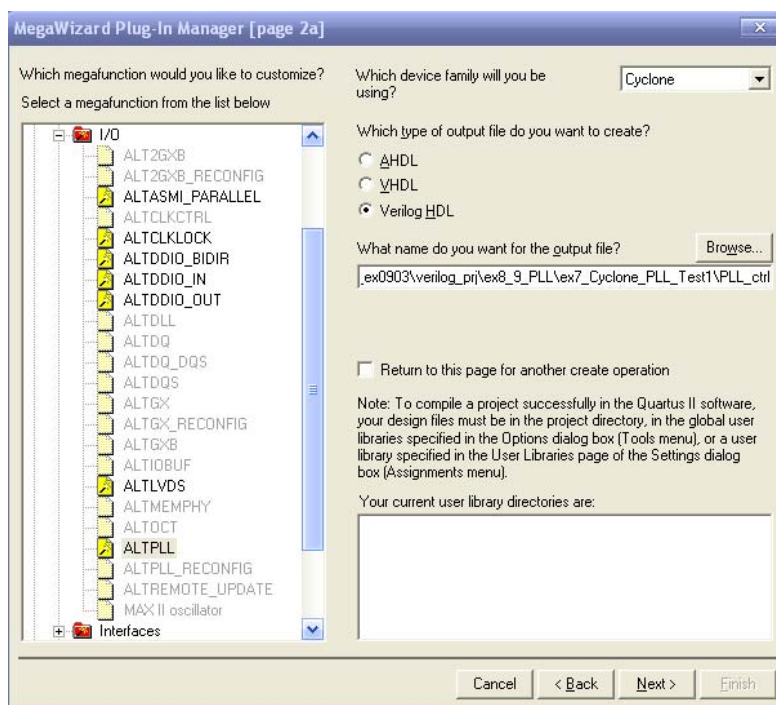 MegaWizard Plug-In Manager [page 2a]
Which megafunction would you like to customize?
Select a megafunction from the list below
I/O
ALT2GXB
ALT2GXB_RECONFIG
ALTASMI_PARALLEL
ALTCLKCTRL
ALTCLKLOCK
ALTDDIO_BIDIR
ALTDDIO_IN
ALTDDIO_OUT
ALTDLL
ALTDQ
ALTDQ_DQS
ALTDQS
ALTGX
ALTGX_RECONFIG
ALTGXB
ALTIOBUF
ALTLVDS
ALTMEMPHY
ALTOCT
ALTPLL
ALTPLL_RECONFIG
ALTREMOTE_UPDATE
MAX II oscillator
Interfaces
Which device family will you be
using?
Cyclone
Which type of output file do you want to create?
AHDL
VHDL
Verilog HDL
What name do you want for the output file?
Browse...
_ex0903\verilog_prj\ex8_9_PLL\ex7_Cyclone_PLL_Test1\PLL_ctrl
Return to this page for another create operation
Note: To compile a project successfully in the Quartus II software,
your design files must be in the project directory, in the global user
libraries specified in the Options dialog box (Tools menu), or a user
library specified in the User Libraries page of the Settings dialog
box (Assignments menu).
Your current user library directories are:
Cancel
< Back
Next >
Finish